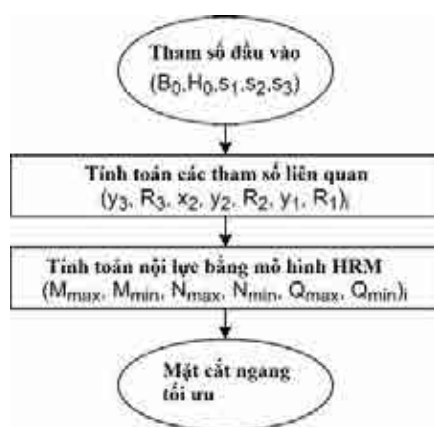 Tham số đầu vào
(B₀,H₀,s₁,s₂,s₃)
Tính toán các tham số liên quan
(y₃, R₃, x₂, y₂, R₂, y₁, R₁)ᵢ
Tính toán nội lực bằng mô hình HRM
(Mmax, Mmin, Nmax, Nmin, Qmax, Qmin)ᵢ
Mặt cắt ngang
tối ưu